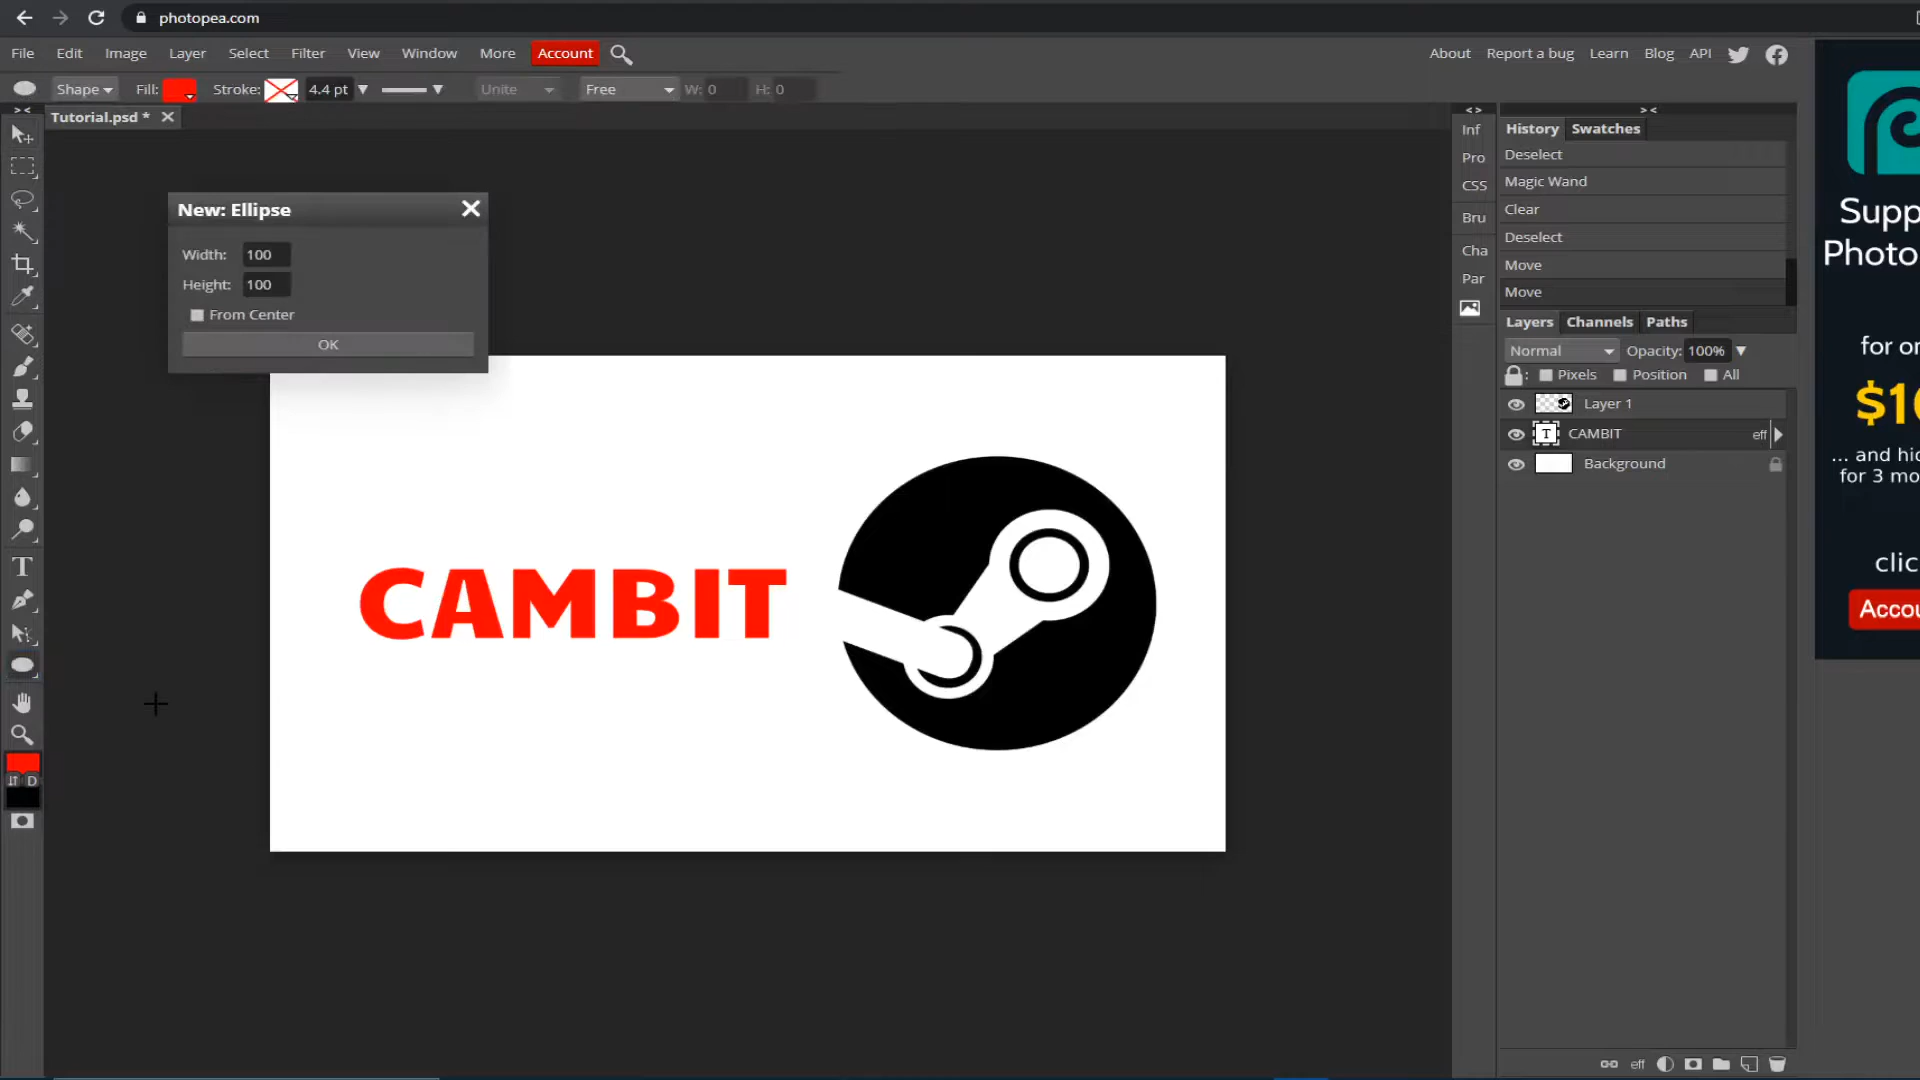 photopea.com
File Edit Image Layer Select Filter View Window More Account
About Report a bug Learn Blog API
Shape Fill: Stroke: 4.4 pt Unite Free W: 0 H: 0
Tutorial.psd *
New: Ellipse
Width: 100
Height: 100
From Center
OK
CAMBIT
T
D
< >
Inf
Pro
CSS
Bru
Cha
Par
> <
History Swatches
Deselect
Magic Wand
Clear
Deselect
Move
Move
Layers Channels Paths
Normal Opacity: 100%
Pixels Position All
Layer 1
T CAMBIT eff
Background
eff
Supp
Photo
for or
$10
... and hid
for 3 mo
clic
Accou